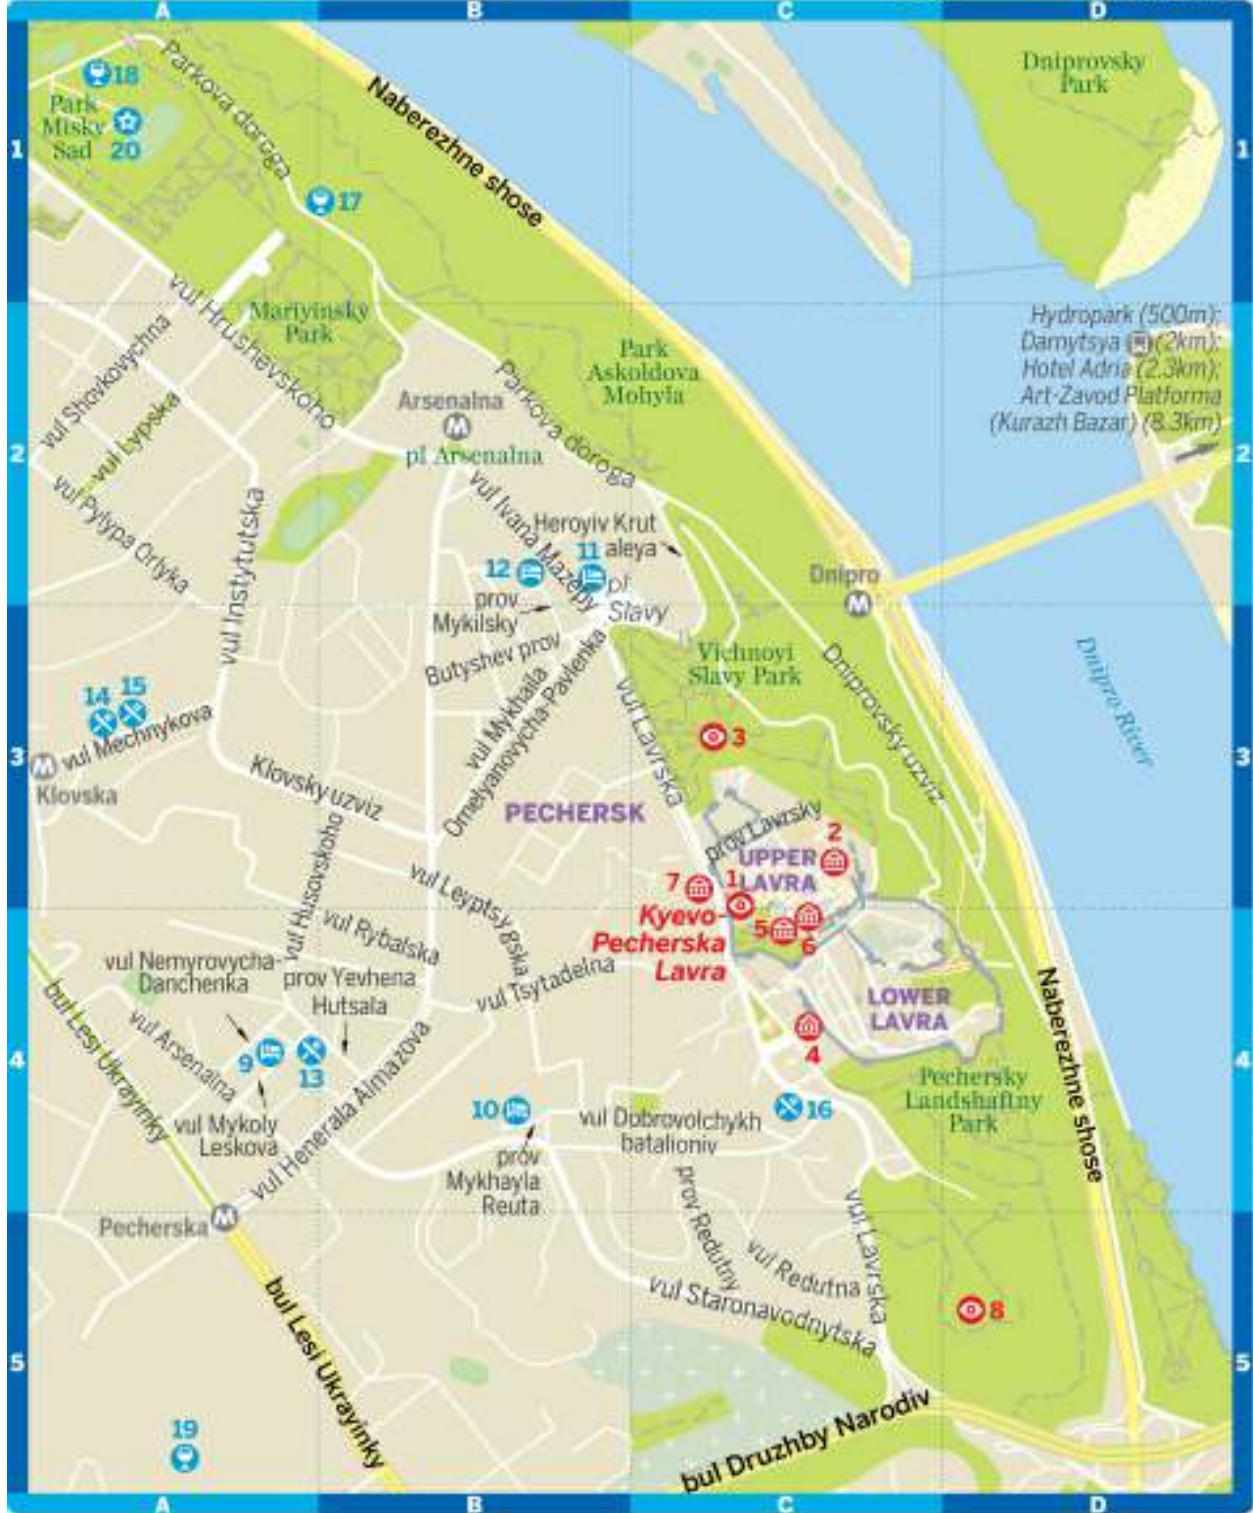 A
B
C
D
1
2
3
4
5
1
2
3
4
5
A
B
C
D
18
Park
Misky
Sad
20
Parkova doroga
17
Naberezhne shose
Dniprovsky
Park
vul Hrushevskoho
Mariyinsky
Park
Park
Askoldova
Mohyla
Hydropark (500m);
Darnytsya (2km);
Hotel Adria (2.3km);
Art-Zavod Platforma
(Kurazh Bazar) (8.3km)
vul Shovkovychna
vul Lypska
vul Pylypa Orlyka
vul Instytutska
Arsenalna
M
pl Arsenalna
Parkova doroga
vul Ivana Mazepy
Heroyiv Krut
aleya
11
12
pl
Slavy
prov
Mykilsky
Butyshev prov
Dnipro
M
Dnipro River
Vichnoyi
Slavy Park
Dniprovsky uzviz
14
15
vul Mechnykova
M
Klovska
Klovsky uzviz
vul Mykhaila
Omelyanovycha-Pavlenka
vul Lavrska
3
PECHERSK
prov Lavrsky
2
UPPER
LAVRA
7
1
Kyevo-
Pecherska
Lavra
5
6
LOWER
LAVRA
4
vul Husovskoho
vul Leyptsygska
vul Rybalska
vul Tsytadelna
vul Nemyrovycha-
Danchenka
prov Yevhena
Hutsala
bul Lesi Ukrayinky
vul Arsenalna
9
13
vul Mykoly
Leskova
vul Henerala Almazova
10
prov
Mykhayla
Reuta
vul Dobrovolchykh
batalioniv
16
Pechersky
Landshaftny
Park
Naberezhne shose
Pecherska
M
prov Redutny
vul Redutna
vul Lavrska
vul Staronavodnytska
8
bul Lesi Ukrayinky
19
bul Druzhby Narodiv